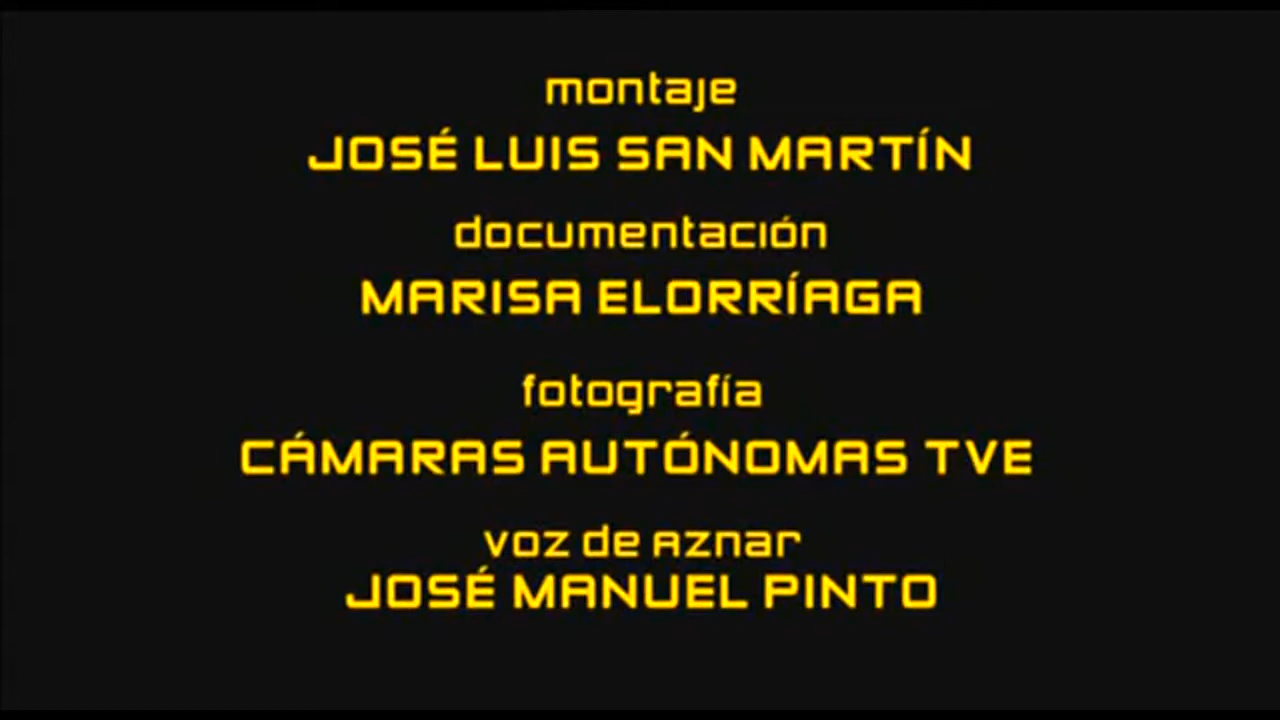 montaje
JOSÉ LUIS SAN MARTÍN
documentación
MARISA ELORRÍAGA
fotografía
CÁMARAS AUTÓNOMAS TVE
voz de Aznar
JOSÉ MANUEL PINTO